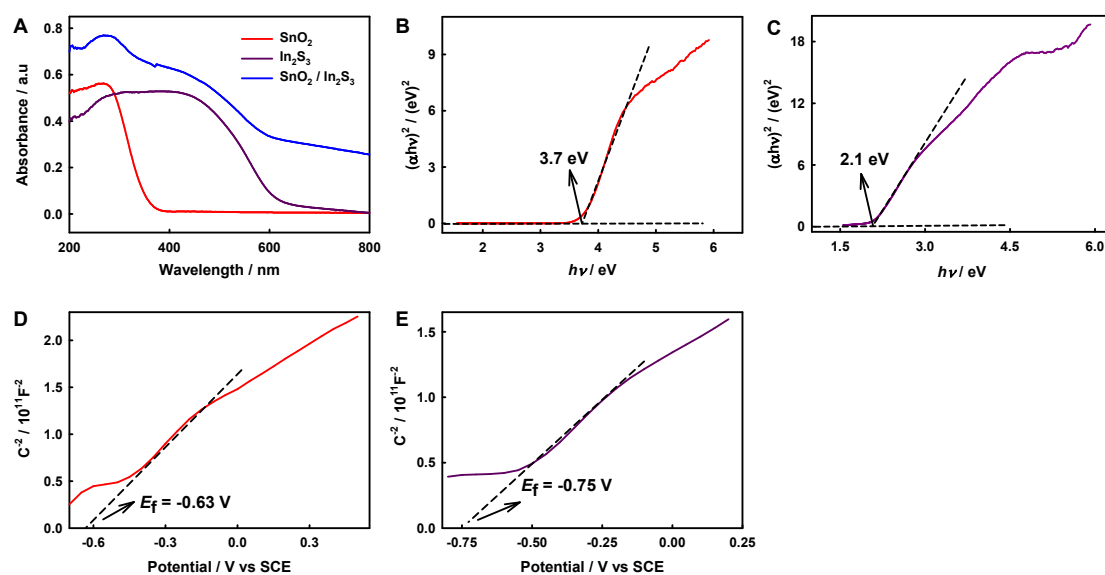 A
SnO2
In2S3
SnO2 / In2S3
0.8
0.6
0.4
0.2
0.0
Absorbance / a.u
200
400
600
800
Wavelength / nm
B
9
6
3
0
(αhν)² / (eV)²
3.7 eV
2
3
4
5
6
hν / eV
C
18
12
6
0
(αhν)² / (eV)²
2.1 eV
1.5
3.0
4.5
6.0
hν / eV
D
2.0
1.5
1.0
0.5
0.0
C⁻² / 10¹¹F⁻²
Ef = -0.63 V
-0.6
-0.3
0.0
0.3
Potential / V vs SCE
E
1.5
1.0
0.5
0.0
C⁻² / 10¹¹F⁻²
Ef = -0.75 V
-0.75
-0.50
-0.25
0.00
0.25
Potential / V vs SCE